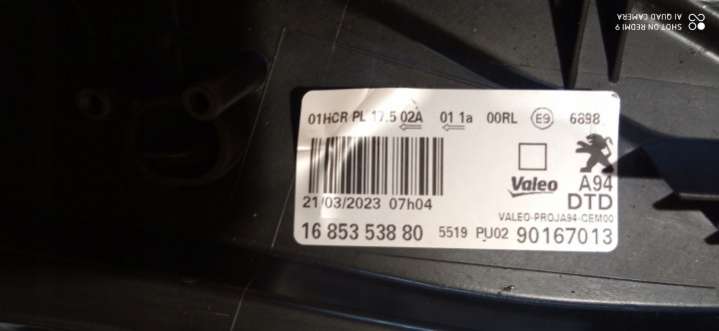 SHOT ON REDMI 9
AI QUAD CAMERA
01HCR PL 17.5 02A 01 1a 00RL E9 6898
Valeo A94
DTD
21/03/2023 07h04
VALEO-PROJA94-CEM00
16 853 538 80 5519 PU02 90167013